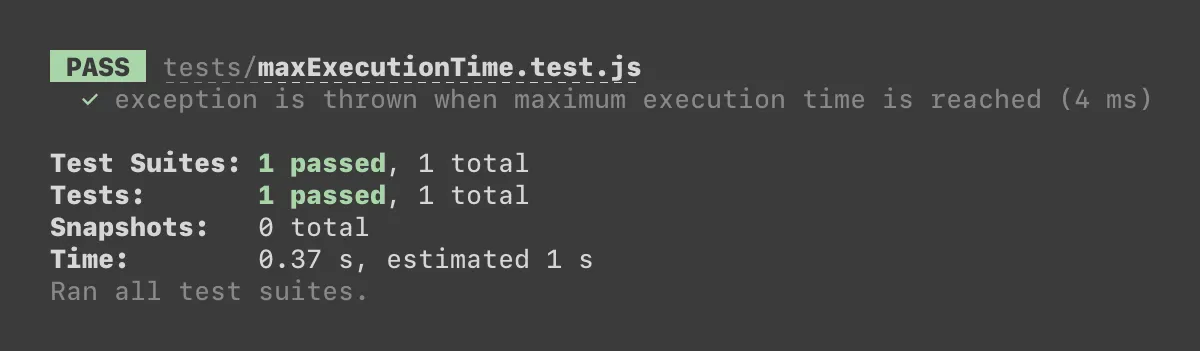 PASS tests/maxExecutionTime.test.js
✓ exception is thrown when maximum execution time is reached (4 ms)
Test Suites: 1 passed, 1 total
Tests: 1 passed, 1 total
Snapshots: 0 total
Time: 0.37 s, estimated 1 s
Ran all test suites.